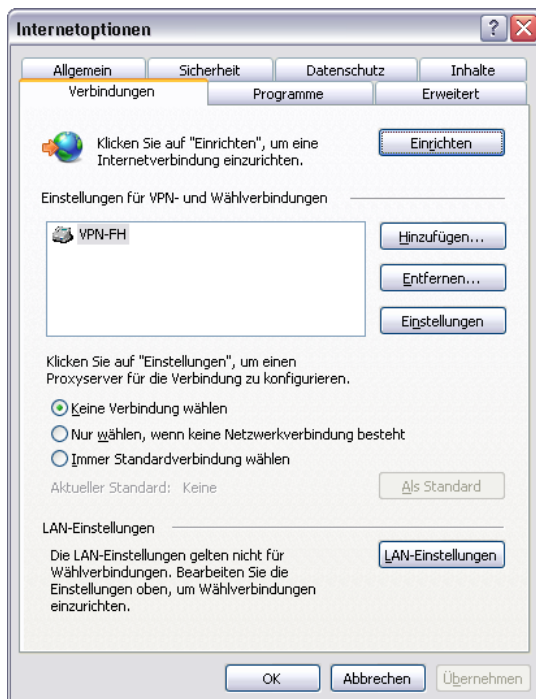 Internetoptionen
Allgemein Sicherheit Datenschutz Inhalte
Verbindungen Programme Erweitert
Klicken Sie auf "Einrichten", um eine
Internetverbindung einzurichten.
Einrichten
Einstellungen für VPN- und Wählverbindungen
VPN-FH
Hinzufügen...
Entfernen...
Einstellungen
Klicken Sie auf "Einstellungen", um einen
Proxyserver für die Verbindung zu konfigurieren.
Keine Verbindung wählen
Nur wählen, wenn keine Netzwerkverbindung besteht
Immer Standardverbindung wählen
Aktueller Standard: Keine
Als Standard
LAN-Einstellungen
Die LAN-Einstellungen gelten nicht für
Wählverbindungen. Bearbeiten Sie die
Einstellungen oben, um Wählverbindungen
einzurichten.
LAN-Einstellungen
OK Abbrechen Übernehmen